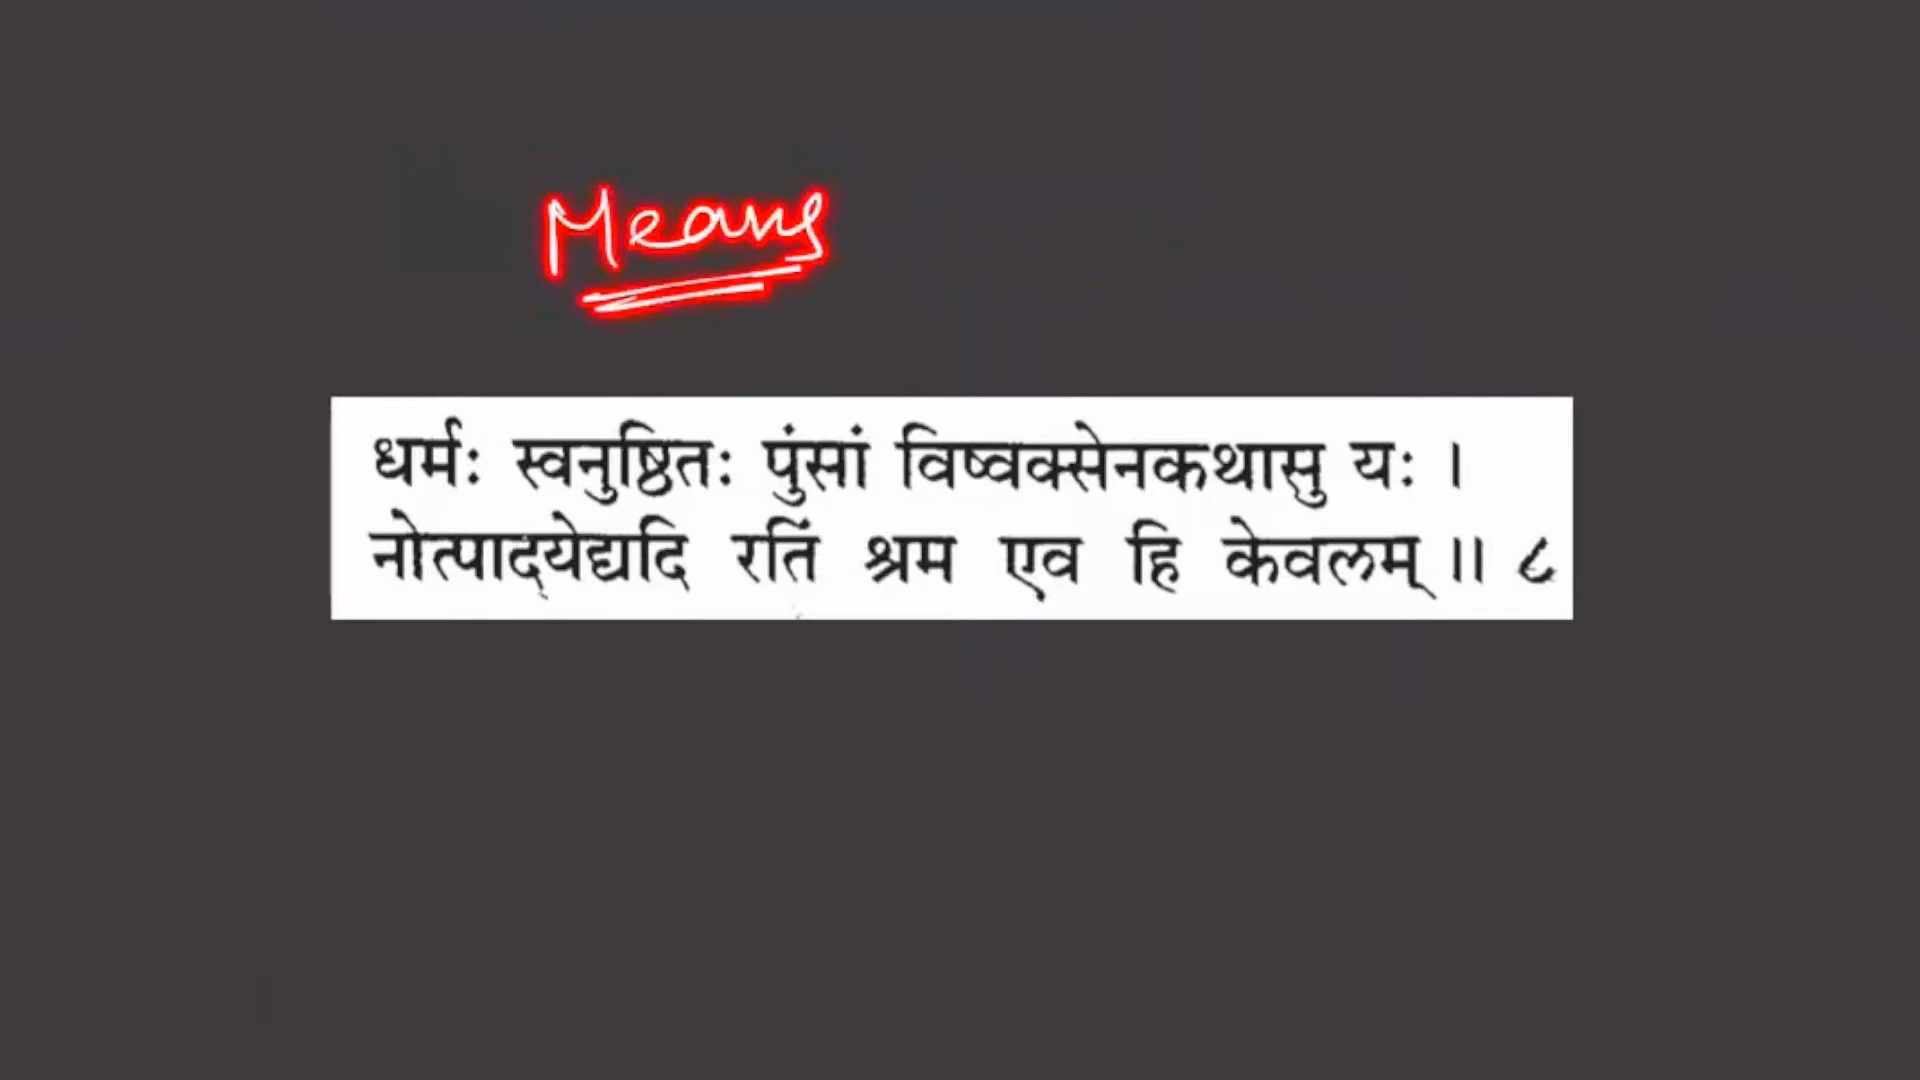 Means
धर्मः स्वनुष्ठितः पुंसां विष्वक्सेनकथासु यः ।
नोत्पादयेद्यदि रतिं श्रम एव हि केवलम् ॥ ८